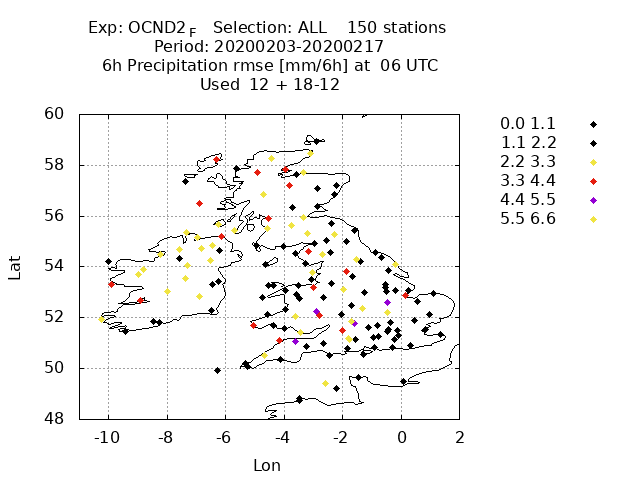 Exp: OCND2 F Selection: ALL 150 stations
Period: 20200203-20200217
6h Precipitation rmse [mm/6h] at 06 UTC
Used 12 + 18-12
60
58
56
54
52
50
48
Lat
-10 -8 -6 -4 -2 0 2
Lon
0.0 1.1
1.1 2.2
2.2 3.3
3.3 4.4
4.4 5.5
5.5 6.6